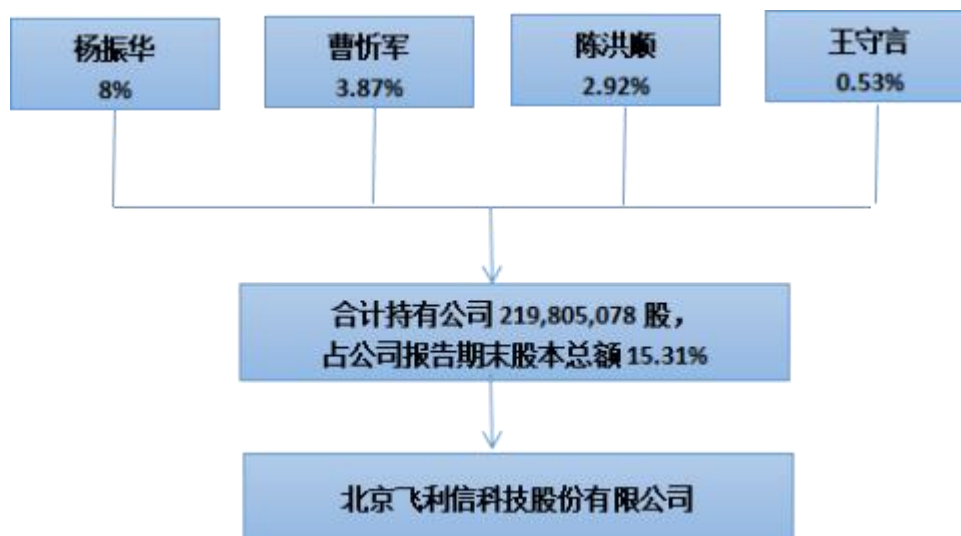 杨振华
8%
曹忻军
3.87%
陈洪顺
2.92%
王守言
0.53%
合计持有公司 219,805,078 股，
占公司报告期末股本总额 15.31%
北京飞利信科技股份有限公司